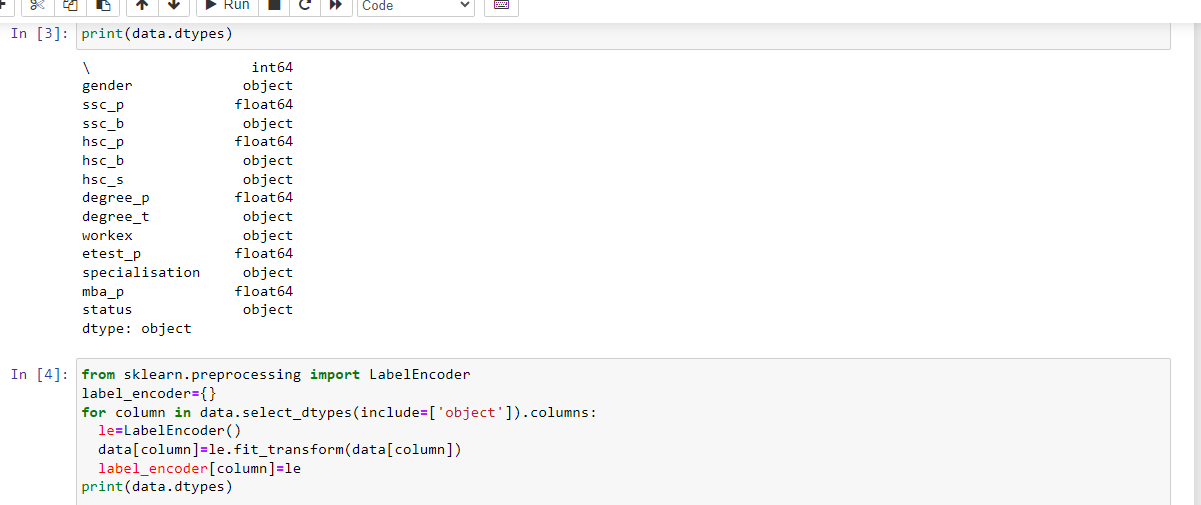 Run
Code
In [3]: print(data.dtypes)
\ int64
gender object
ssc_p float64
ssc_b object
hsc_p float64
hsc_b object
hsc_s object
degree_p float64
degree_t object
workex object
etest_p float64
specialisation object
mba_p float64
status object
dtype: object
In [4]: from sklearn.preprocessing import LabelEncoder
label_encoder={}
for column in data.select_dtypes(include=['object']).columns:
  le=LabelEncoder()
  data[column]=le.fit_transform(data[column])
  label_encoder[column]=le
print(data.dtypes)